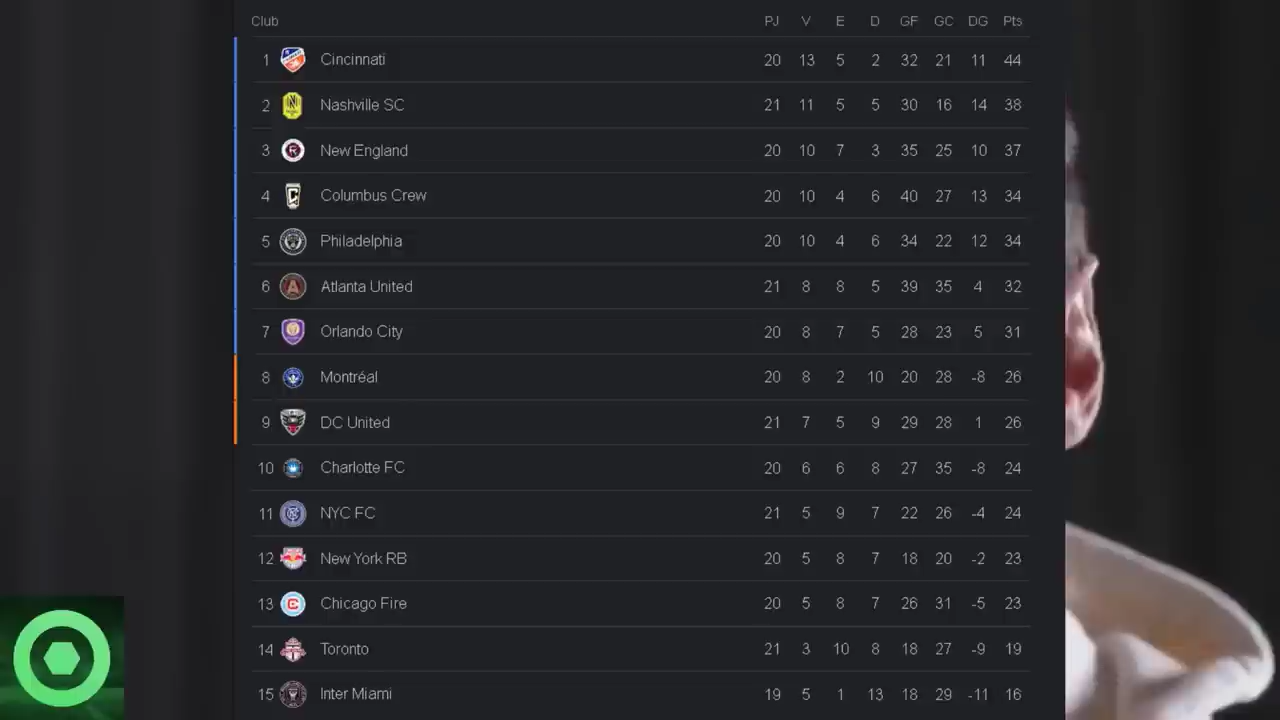 Club PJ V E D GF GC DG Pts
1 Cincinnati 20 13 5 2 32 21 11 44
2 Nashville SC 21 11 5 5 30 16 14 38
3 New England 20 10 7 3 35 25 10 37
4 Columbus Crew 20 10 4 6 40 27 13 34
5 Philadelphia 20 10 4 6 34 22 12 34
6 Atlanta United 21 8 8 5 39 35 4 32
7 Orlando City 20 8 7 5 28 23 5 31
8 Montréal 20 8 2 10 20 28 -8 26
9 DC United 21 7 5 9 29 28 1 26
10 Charlotte FC 20 6 6 8 27 35 -8 24
11 NYC FC 21 5 9 7 22 26 -4 24
12 New York RB 20 5 8 7 18 20 -2 23
13 Chicago Fire 20 5 8 7 26 31 -5 23
14 Toronto 21 3 10 8 18 27 -9 19
15 Inter Miami 19 5 1 13 18 29 -11 16